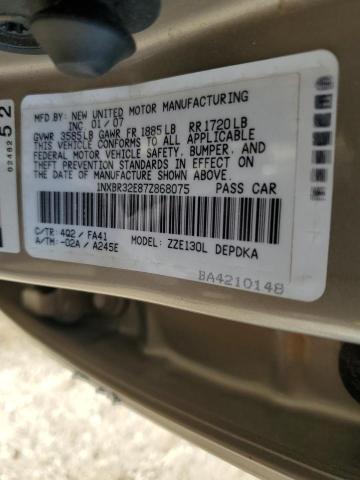 MFD.BY: NEW UNITED MOTOR MANUFACTURING
INC 01/07
GVWR 3585LB GAWR FR 1885LB RR 1720LB
THIS VEHICLE CONFORMS TO ALL APPLICABLE
FEDERAL MOTOR VEHICLE SAFETY, BUMPER, AND
THEFT PREVENTION STANDARDS IN EFFECT ON
THE DATE OF MANUFACTURE SHOWN ABOVE.
1NXBR32E87Z868075 PASS CAR
C/TR: 4Q2/FA41 MODEL: ZZE130L DEPDKA
A/TM: -02A/A245E
BA4210148